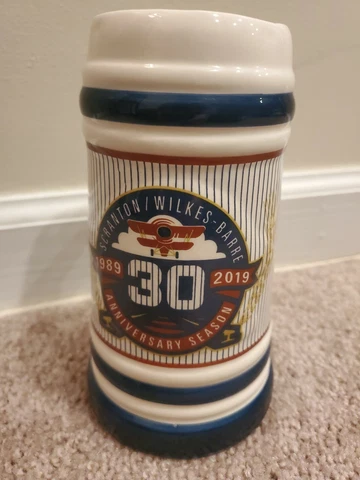 SCRANTON/WILKES-BARRE
1989 30 2019
ANNIVERSARY SEASON